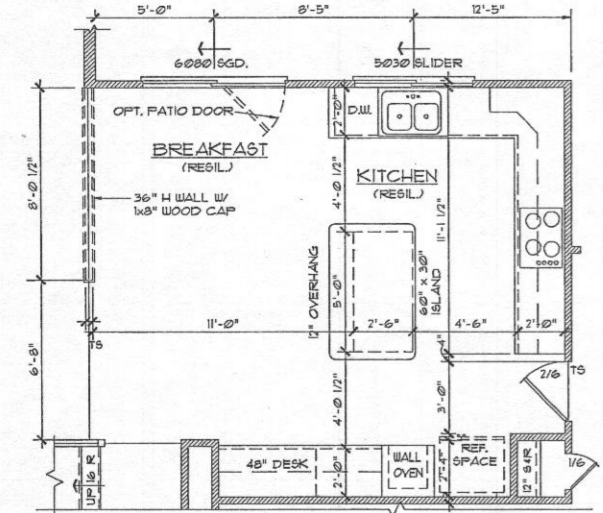 5'-0"
8'-5"
12'-5"
6080 SGD.
5030 SLIDER
OPT. PATIO DOOR
D.W.
2'-0"
BREAKFAST
(RESIL.)
KITCHEN
(RESIL.)
8'-0 1/2"
36" H WALL W/
1x8" WOOD CAP
4'-0 1/2"
11'-1 1/2"
12" OVERHANG
5'-0"
60" x 30"
ISLAND
11'-0"
2'-6"
4'-6"
2'-0"
TS
6'-8"
4"
2/6
TS
4'-0 1/2"
3'-0"
UP 16 R
48" DESK
2'-0"
WALL
OVEN
2'-4"
REF.
SPACE
12" S4R
1/6